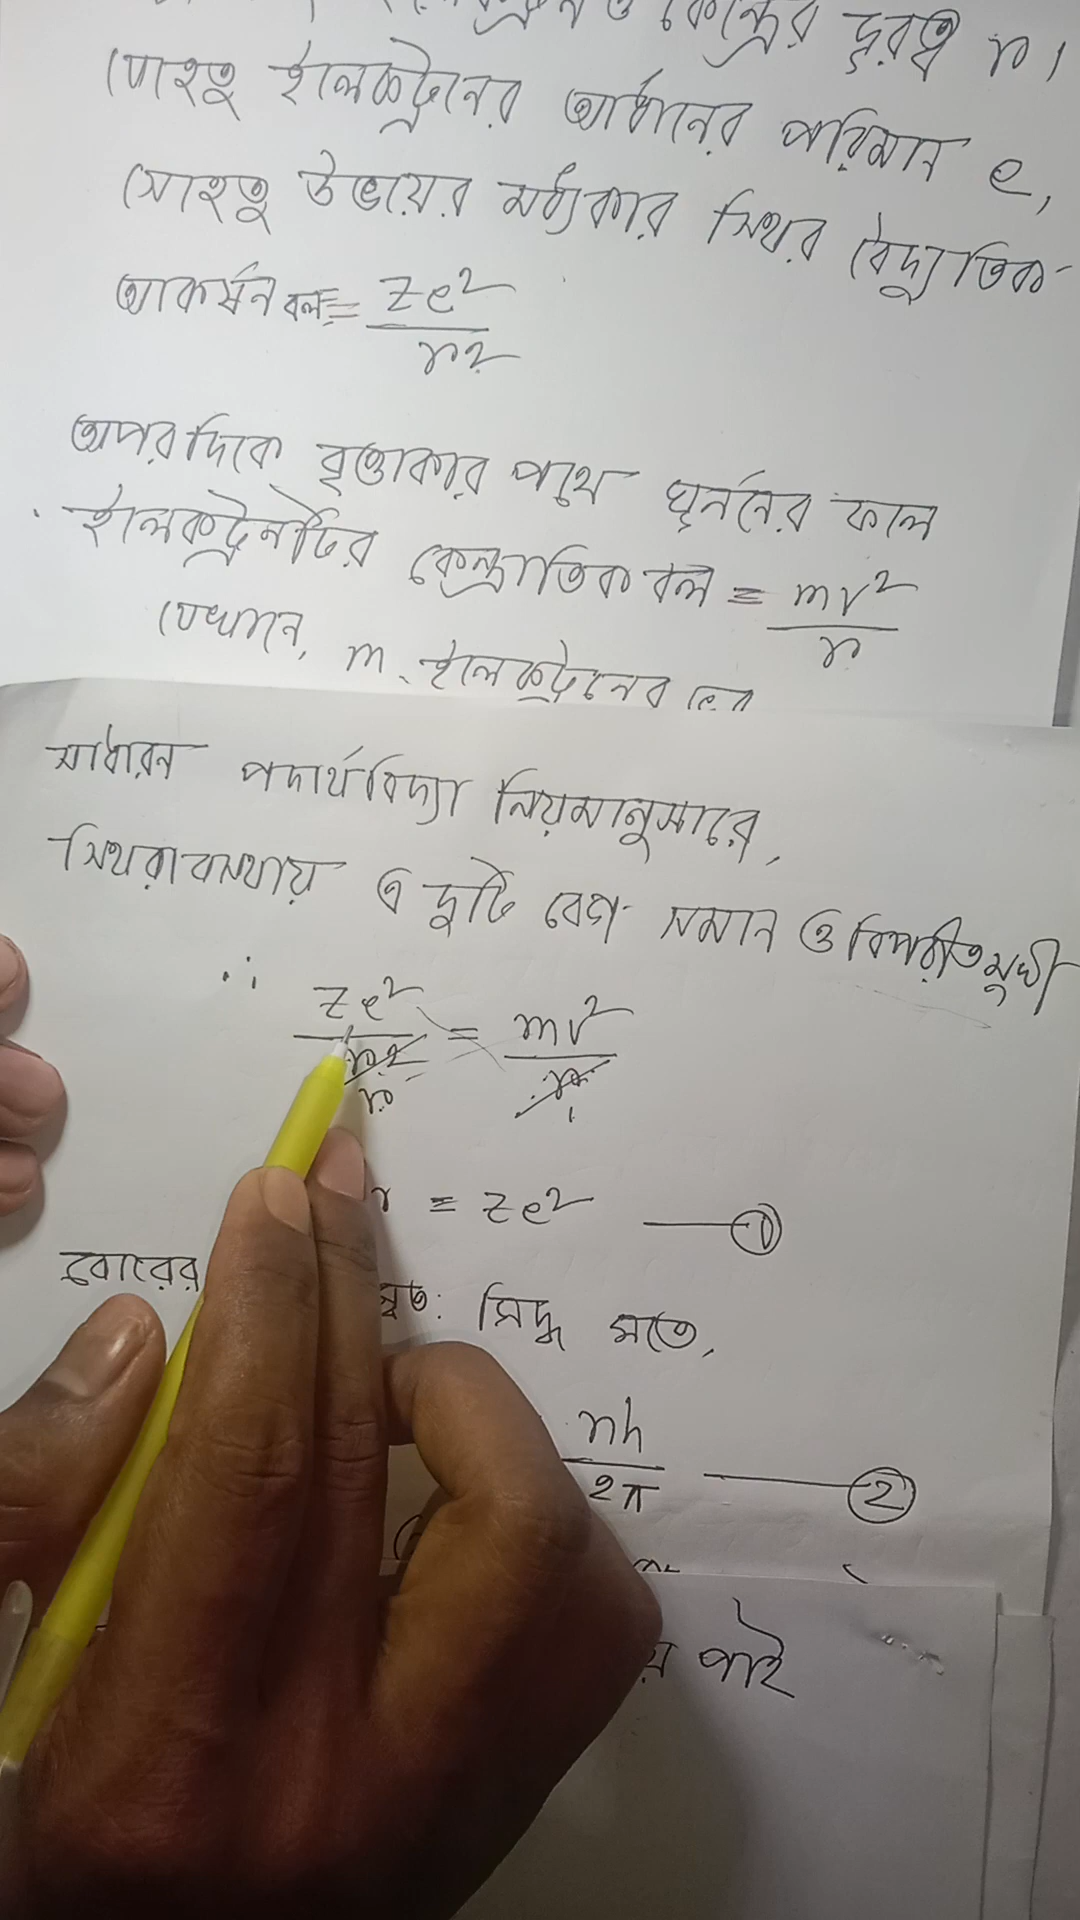 ও কেন্দ্রের দূরত্ব r।
যেহেতু ইলেকট্রনের আধানের পরিমান e,
সেহেতু উভয়ের মধ্যকার স্থির বৈদ্যুতিক
আকর্ষন বল = Ze²/r²
অপরদিকে বৃত্তাকার পথে ঘূর্ননের ফলে
ইলেকট্রনটির কেন্দ্রাতিক বল = mv²/r
যেখানে, m. ইলেকট্রনের
সাধারন পদার্থবিদ্যা নিয়মানুসারে,
স্থিরাবস্থায় এ দুটি বেগ সমান ও বিপরীতমুখী
∴ Ze²/r² = mv²/r
r
r = Ze² —— ①
বোরের স্বত: সিদ্ধ মতে,
nh/2π —— ②
য় পাই